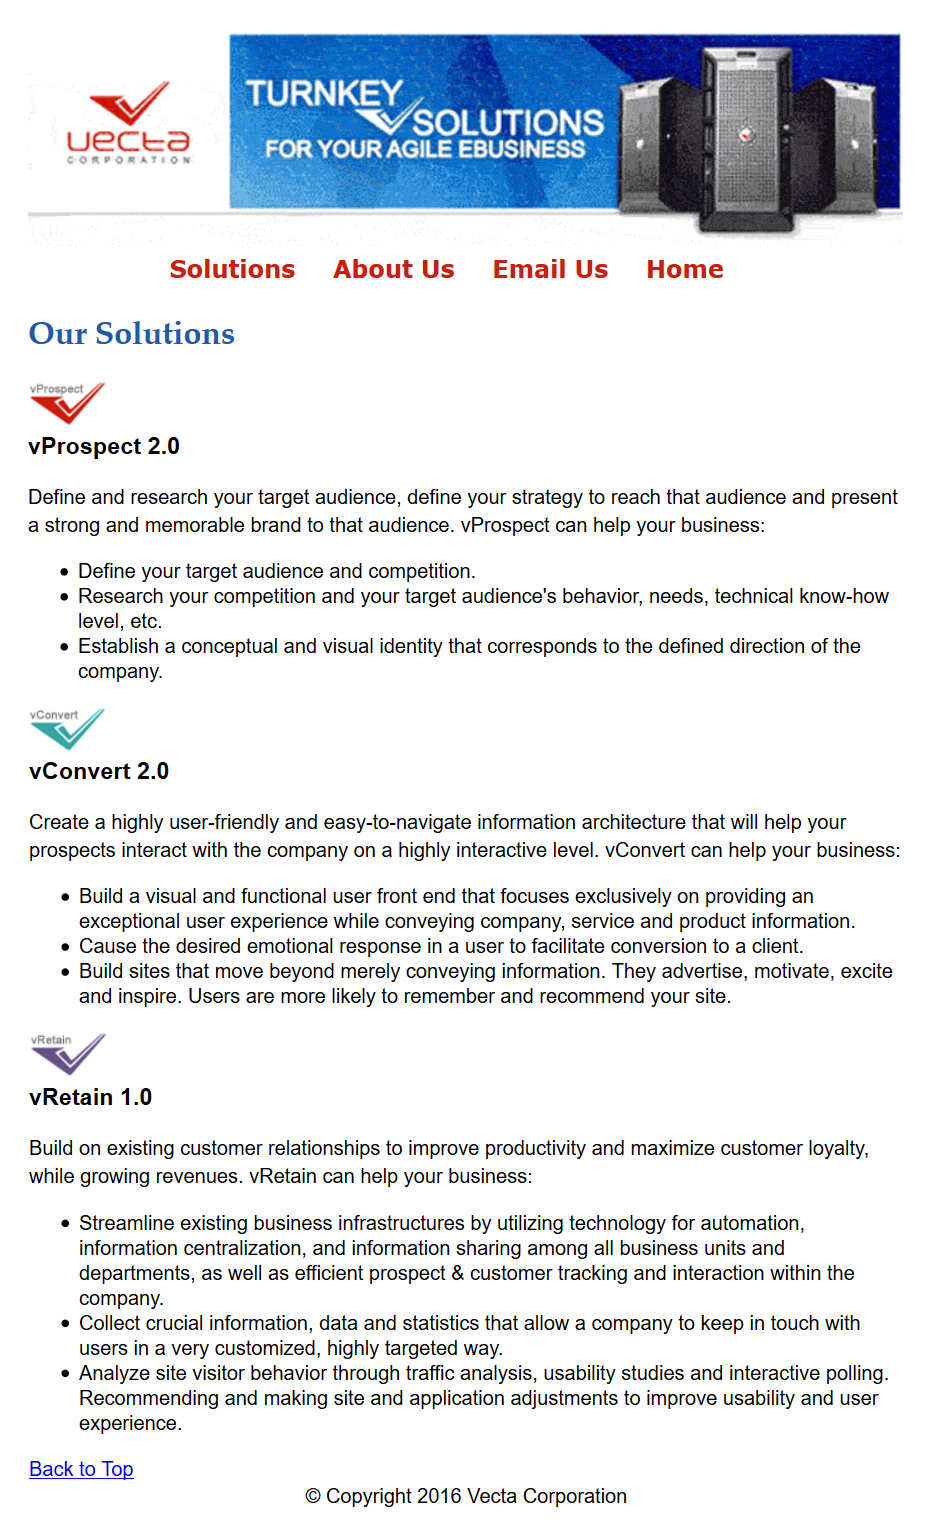 vecta
CORPORATION
TURNKEY
SOLUTIONS
FOR YOUR AGILE EBUSINESS
Solutions About Us Email Us Home
Our Solutions
vProspect
vProspect 2.0
Define and research your target audience, define your strategy to reach that audience and present
a strong and memorable brand to that audience. vProspect can help your business:
• Define your target audience and competition.
• Research your competition and your target audience's behavior, needs, technical know-how
level, etc.
• Establish a conceptual and visual identity that corresponds to the defined direction of the
company.
vConvert
vConvert 2.0
Create a highly user-friendly and easy-to-navigate information architecture that will help your
prospects interact with the company on a highly interactive level. vConvert can help your business:
• Build a visual and functional user front end that focuses exclusively on providing an
exceptional user experience while conveying company, service and product information.
• Cause the desired emotional response in a user to facilitate conversion to a client.
• Build sites that move beyond merely conveying information. They advertise, motivate, excite
and inspire. Users are more likely to remember and recommend your site.
vRetain
vRetain 1.0
Build on existing customer relationships to improve productivity and maximize customer loyalty,
while growing revenues. vRetain can help your business:
• Streamline existing business infrastructures by utilizing technology for automation,
information centralization, and information sharing among all business units and
departments, as well as efficient prospect & customer tracking and interaction within the
company.
• Collect crucial information, data and statistics that allow a company to keep in touch with
users in a very customized, highly targeted way.
• Analyze site visitor behavior through traffic analysis, usability studies and interactive polling.
Recommending and making site and application adjustments to improve usability and user
experience.
Back to Top
© Copyright 2016 Vecta Corporation